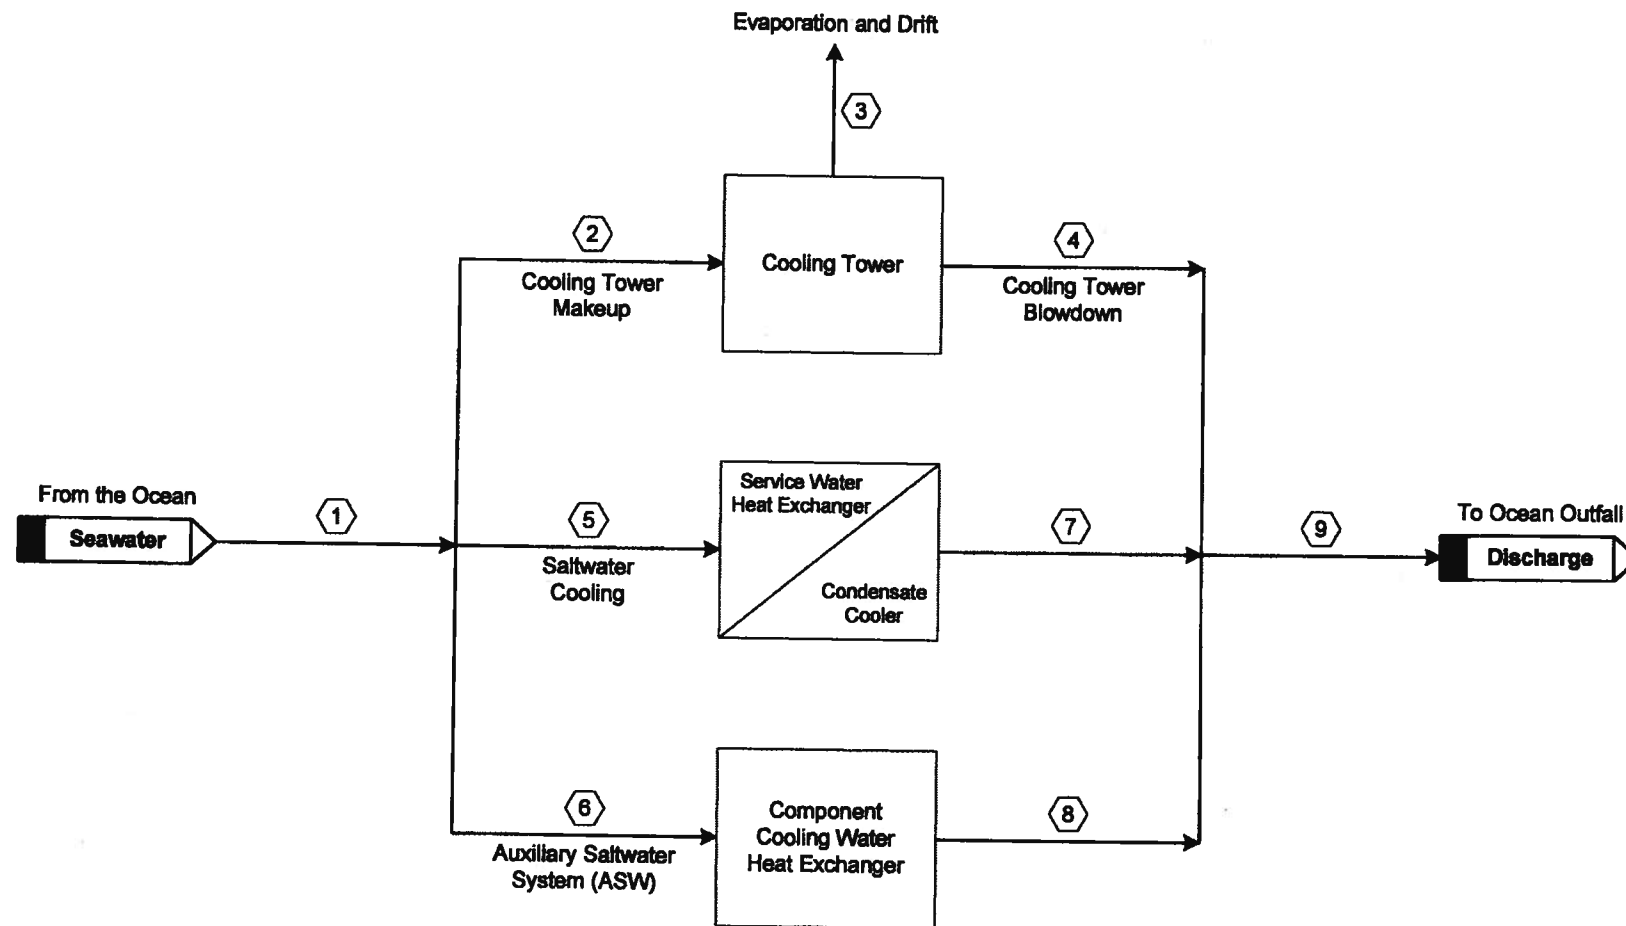 Evaporation and Drift
3
2
Cooling Tower
Makeup
Cooling Tower
4
Cooling Tower
Blowdown
From the Ocean
Seawater
1
5
Saltwater
Cooling
Service Water
Heat Exchanger
Condensate
Cooler
7
9
To Ocean Outfall
Discharge
6
Auxiliary Saltwater
System (ASW)
Component
Cooling Water
Heat Exchanger
8